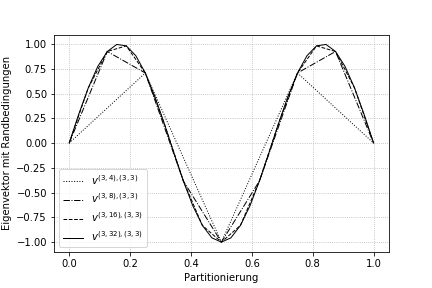 Eigenvektor mit Randbedingungen
1.00
0.75
0.50
0.25
0.00
−0.25
−0.50
−0.75
−1.00
v^(3,4),(3,3)
v^(3,8),(3,3)
v^(3,16),(3,3)
v^(3,32),(3,3)
0.0 0.2 0.4 0.6 0.8 1.0
Partitionierung